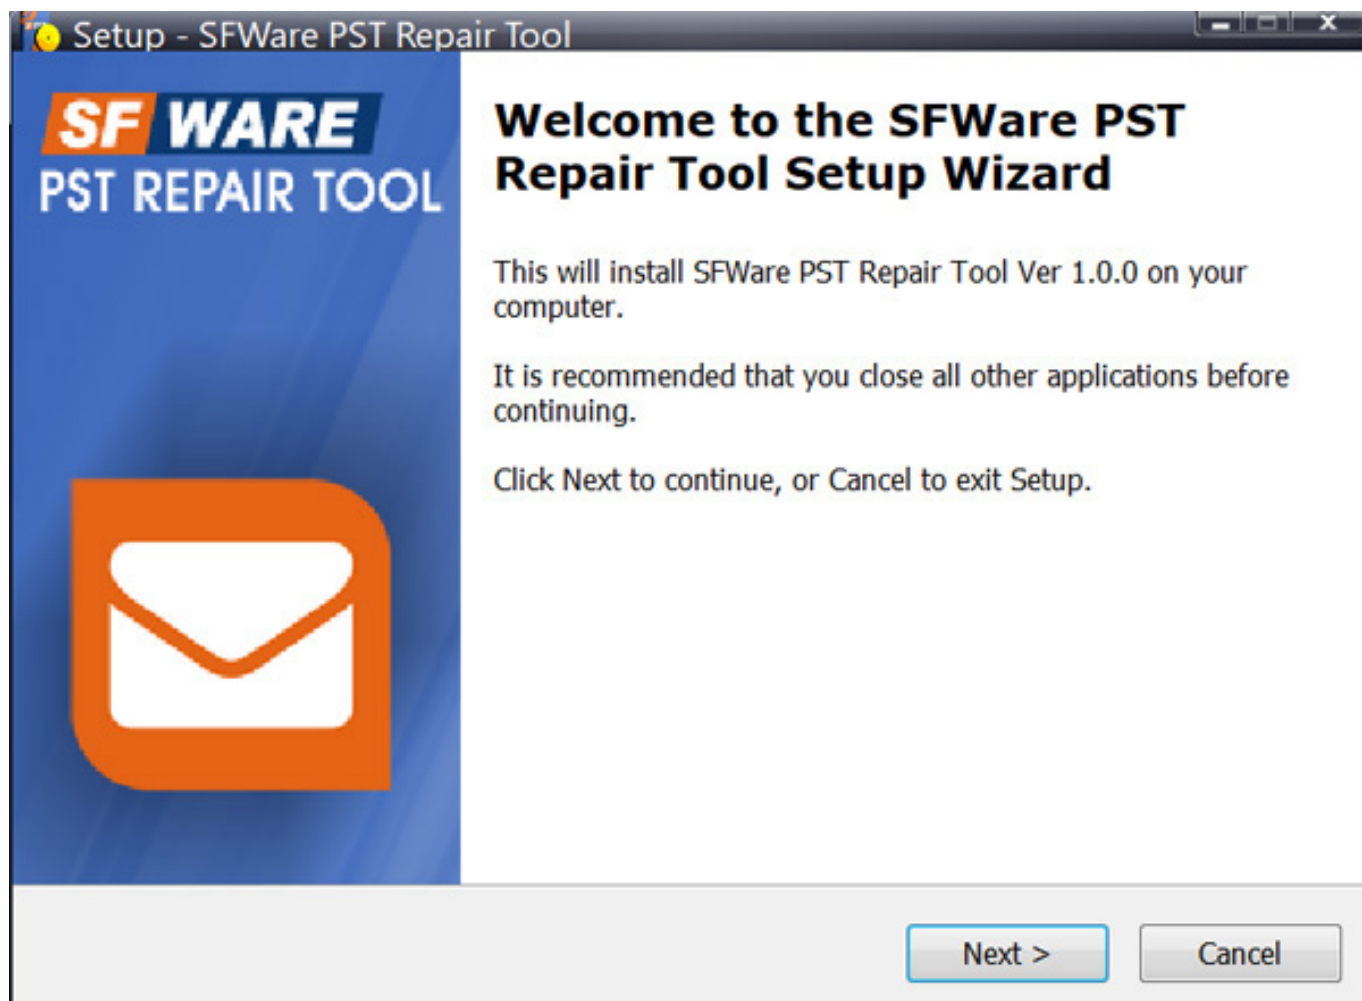 Setup - SFWare PST Repair Tool
SF WARE
PST REPAIR TOOL
Welcome to the SFWare PST
Repair Tool Setup Wizard
This will install SFWare PST Repair Tool Ver 1.0.0 on your
computer.
It is recommended that you close all other applications before
continuing.
Click Next to continue, or Cancel to exit Setup.
Next >
Cancel